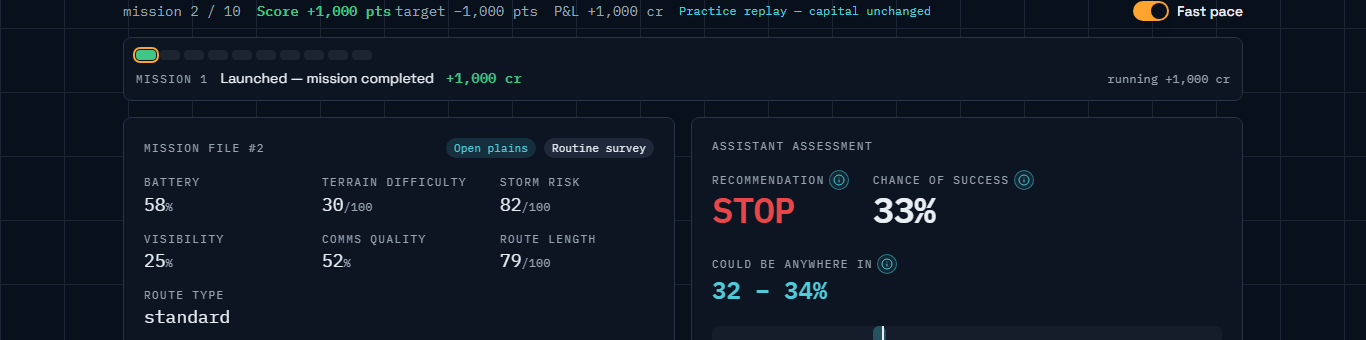 mission 2 / 10 Score +1,000 pts target −1,000 pts P&L +1,000 cr Practice replay — capital unchanged Fast pace
MISSION 1 Launched — mission completed +1,000 cr running +1,000 cr
MISSION FILE #2 Open plains Routine survey
BATTERY TERRAIN DIFFICULTY STORM RISK
58% 30/100 82/100
VISIBILITY COMMS QUALITY ROUTE LENGTH
25% 52% 79/100
ROUTE TYPE
standard
ASSISTANT ASSESSMENT
RECOMMENDATION CHANCE OF SUCCESS
STOP 33%
COULD BE ANYWHERE IN
32 – 34%